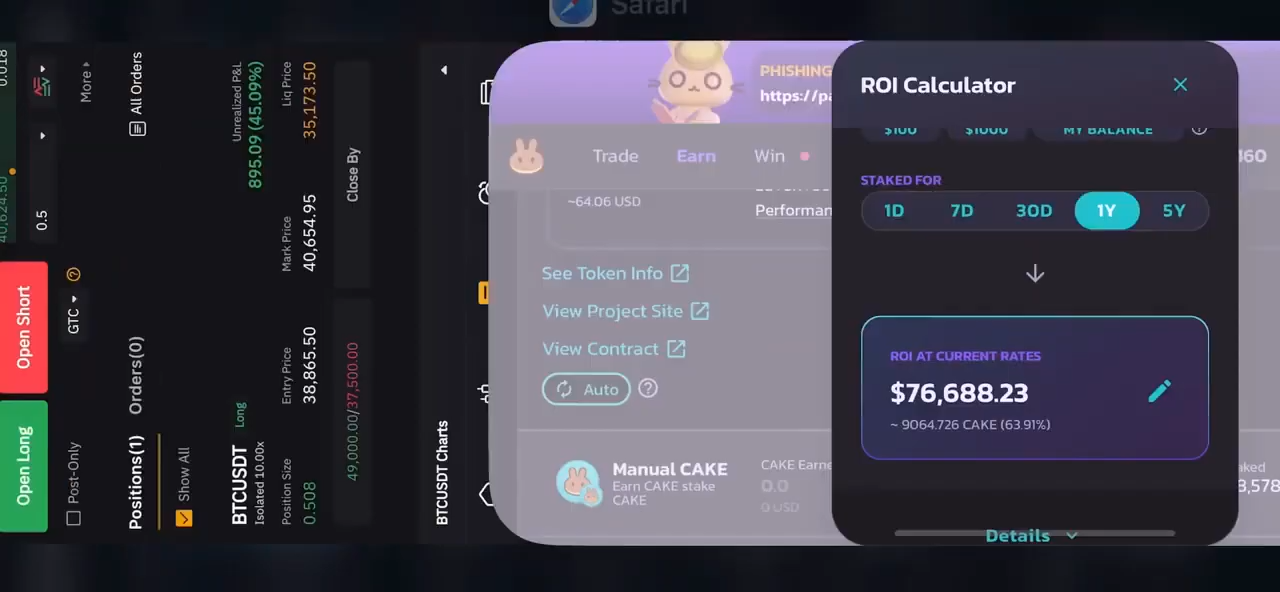 Safari
0.018
40,624.50
0.5
More
All Orders
Open Short
GTC
Open Long
Post-Only
Positions(1) Orders(0)
Show All
BTCUSDT Long
Isolated 10.00x
Unrealized P&L
895.09 (45.09%)
Position Size
0.508
Entry Price
38,865.50
Mark Price
40,654.95
Liq Price
35,173.50
49,000.00/37,500.00
Close By
BTCUSDT Charts
PHISHING
https://pa
Trade
Earn
Win
~64.06 USD
Performan
See Token Info
View Project Site
View Contract
Auto
Manual CAKE
Earn CAKE stake
CAKE
CAKE Earne
0.0
0 USD
ROI Calculator
$100
$1000
MY BALANCE
STAKED FOR
1D
7D
30D
1Y
5Y
ROI AT CURRENT RATES
$76,688.23
~ 9064.726 CAKE (63.91%)
Details